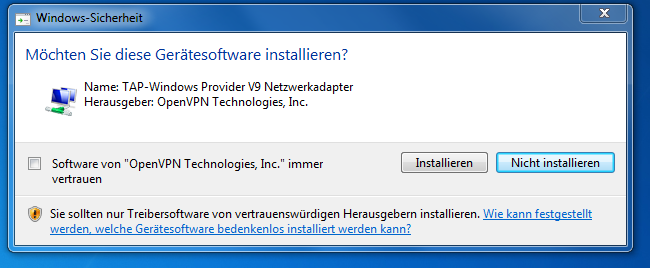 Windows-Sicherheit
Möchten Sie diese Gerätesoftware installieren?
Name: TAP-Windows Provider V9 Netzwerkadapter
Herausgeber: OpenVPN Technologies, Inc.
Software von "OpenVPN Technologies, Inc." immer
vertrauen
Installieren
Nicht installieren
Sie sollten nur Treibersoftware von vertrauenswürdigen Herausgebern installieren. Wie kann festgestellt
werden, welche Gerätesoftware bedenkenlos installiert werden kann?